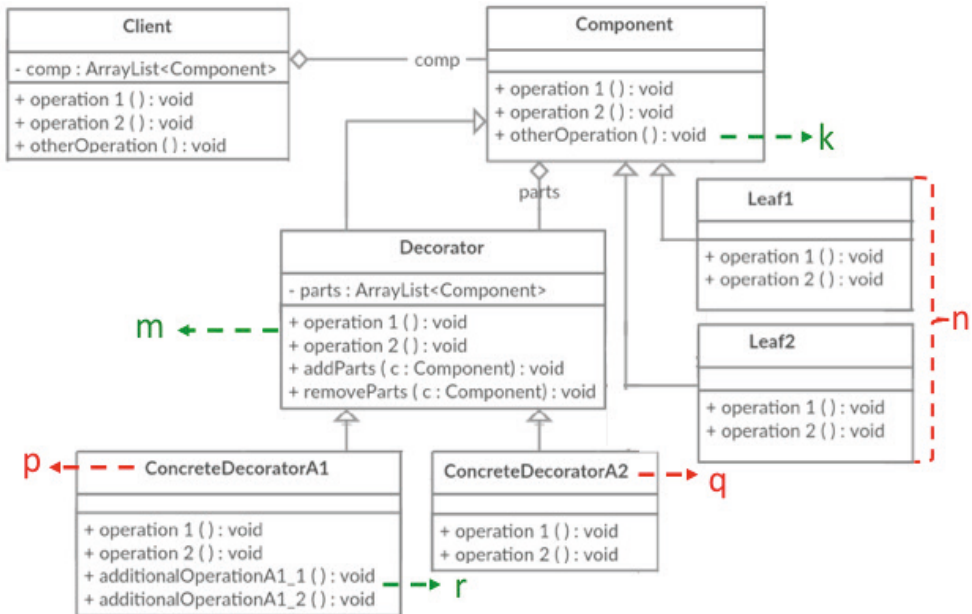 Client
- comp : ArrayList<Component>
+ operation 1 ( ) : void
+ operation 2 ( ) : void
+ otherOperation ( ) : void
comp
Component
+ operation 1 ( ) : void
+ operation 2 ( ) : void
+ otherOperation ( ) : void
k
parts
Leaf1
+ operation 1 ( ) : void
+ operation 2 ( ) : void
n
Leaf2
+ operation 1 ( ) : void
+ operation 2 ( ) : void
Decorator
- parts : ArrayList<Component>
+ operation 1 ( ) : void
+ operation 2 ( ) : void
+ addParts ( c : Component) : void
+ removeParts ( c : Component) : void
m
p
ConcreteDecoratorA1
+ operation 1 ( ) : void
+ operation 2 ( ) : void
+ additionalOperationA1_1 ( ) : void
+ additionalOperationA1_2 ( ) : void
r
ConcreteDecoratorA2
q
+ operation 1 ( ) : void
+ operation 2 ( ) : void